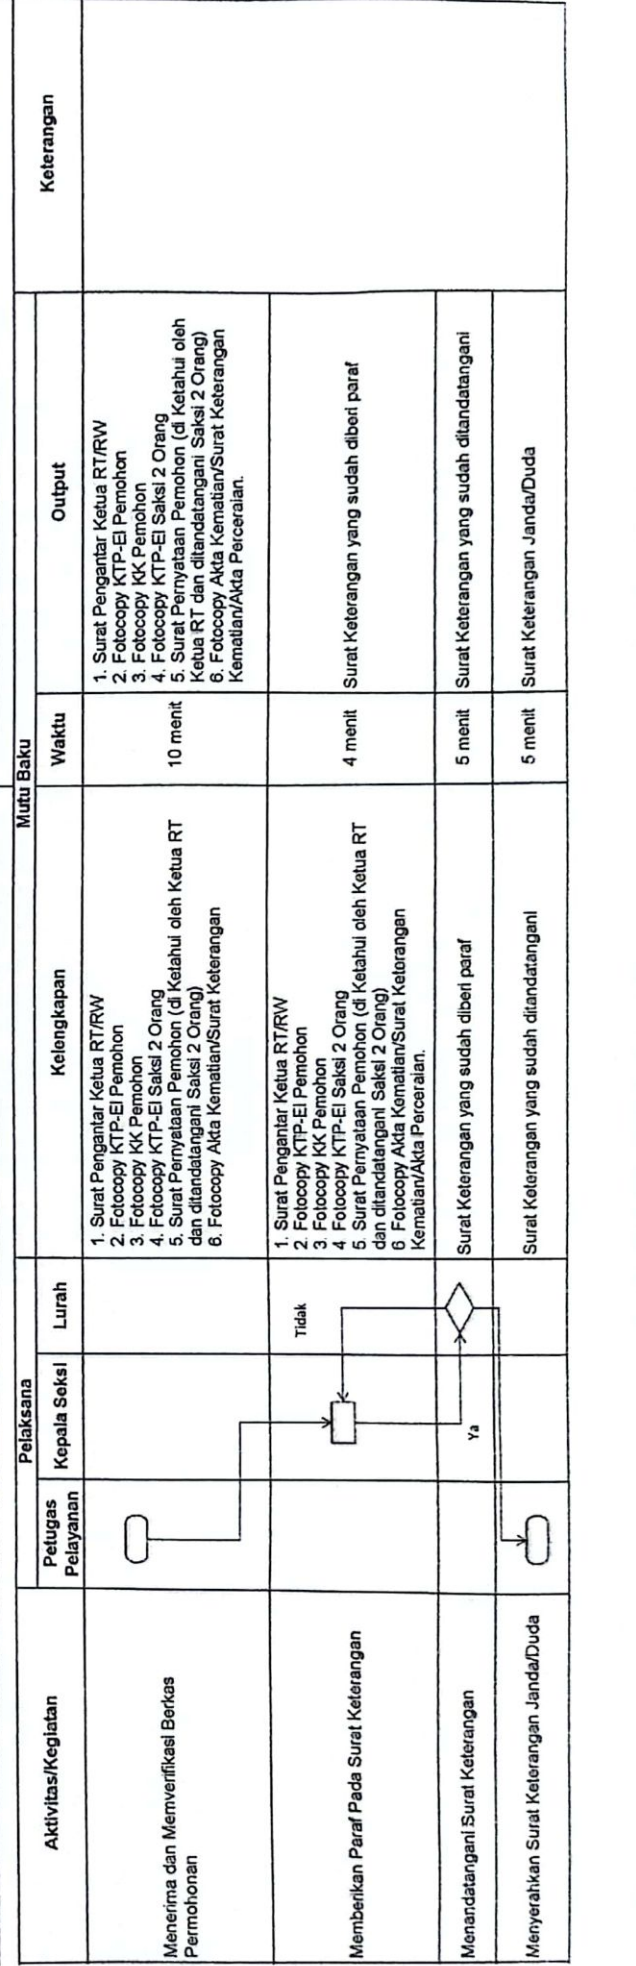 Aktivitas/Kegiatan
Pelaksana
Mutu Baku
Keterangan
Petugas
Pelayanan
Kepala Seksi
Lurah
Kelengkapan
Waktu
Output
Menerima dan Memverifikasi Berkas
Permohonan
1. Surat Pengantar Ketua RT/RW
2. Fotocopy KTP-El Pemohon
3. Fotocopy KK Pemohon
4. Fotocopy KTP-El Saksi 2 Orang
5. Surat Pernyataan Pemohon (di Ketahui oleh Ketua RT
dan ditandatangani Saksi 2 Orang)
6. Fotocopy Akta Kematian/Surat Keterangan
10 menit
1. Surat Pengantar Ketua RT/RW
2. Fotocopy KTP-El Pemohon
3. Fotocopy KK Pemohon
4. Fotocopy KTP-El Saksi 2 Orang
5. Surat Pernyataan Pemohon (di Ketahui oleh
Ketua RT dan ditandatangani Saksi 2 Orang)
6. Fotocopy Akta Kematian/Surat Keterangan
Kematian/Akta Perceraian.
Memberikan Paraf Pada Surat Keterangan
Tidak
1. Surat Pengantar Ketua RT/RW
2. Fotocopy KTP-El Pemohon
3. Fotocopy KK Pemohon
4 Fotocopy KTP-El Saksi 2 Orang
5. Surat Pernyataan Pemohon (di Ketahui oleh Ketua RT
dan ditandatangani Saksi 2 Orang)
6 Fotocopy Akta Kematian/Surat Keterangan
Kematian/Akta Perceraian.
4 menit
Surat Keterangan yang sudah diberi paraf
Menandatangani Surat Keterangan
Ya
Surat Keterangan yang sudah diberi paraf
5 menit
Surat Keterangan yang sudah ditandatangani
Menyerahkan Surat Keterangan Janda/Duda
Surat Keterangan yang sudah ditandatangani
5 menit
Surat Keterangan Janda/Duda